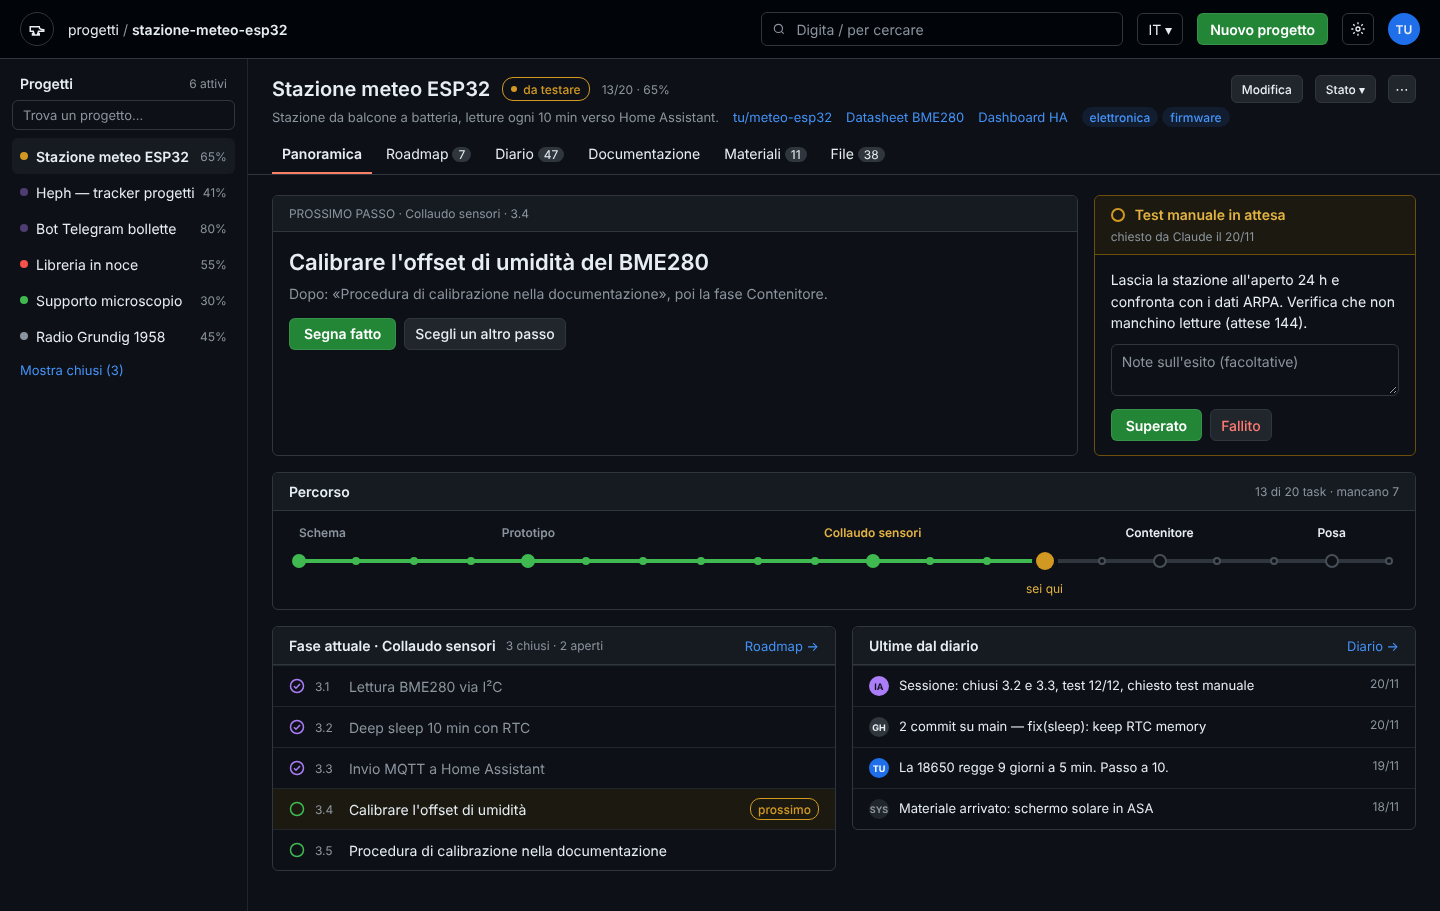 progetti / stazione-meteo-esp32
Digita / per cercare
IT ▾
Nuovo progetto
TU
Progetti
6 attivi
Trova un progetto...
Stazione meteo ESP32 65%
Heph — tracker progetti 41%
Bot Telegram bollette 80%
Libreria in noce 55%
Supporto microscopio 30%
Radio Grundig 1958 45%
Mostra chiusi (3)
Stazione meteo ESP32
da testare
13/20 · 65%
Modifica
Stato ▾
···
Stazione da balcone a batteria, letture ogni 10 min verso Home Assistant.
tu/meteo-esp32
Datasheet BME280
Dashboard HA
elettronica
firmware
Panoramica
Roadmap 7
Diario 47
Documentazione
Materiali 11
File 38
PROSSIMO PASSO · Collaudo sensori · 3.4
Calibrare l'offset di umidità del BME280
Dopo: «Procedura di calibrazione nella documentazione», poi la fase Contenitore.
Segna fatto
Scegli un altro passo
Test manuale in attesa
chiesto da Claude il 20/11
Lascia la stazione all'aperto 24 h e
confronta con i dati ARPA. Verifica che non
manchino letture (attese 144).
Note sull'esito (facoltative)
Superato
Fallito
Percorso
13 di 20 task · mancano 7
Schema
Prototipo
Collaudo sensori
Contenitore
Posa
sei qui
Fase attuale · Collaudo sensori
3 chiusi · 2 aperti
Roadmap →
3.1 Lettura BME280 via I²C
3.2 Deep sleep 10 min con RTC
3.3 Invio MQTT a Home Assistant
3.4 Calibrare l'offset di umidità prossimo
3.5 Procedura di calibrazione nella documentazione
Ultime dal diario
Diario →
IA Sessione: chiusi 3.2 e 3.3, test 12/12, chiesto test manuale 20/11
GH 2 commit su main — fix(sleep): keep RTC memory 20/11
TU La 18650 regge 9 giorni a 5 min. Passo a 10. 19/11
SYS Materiale arrivato: schermo solare in ASA 18/11